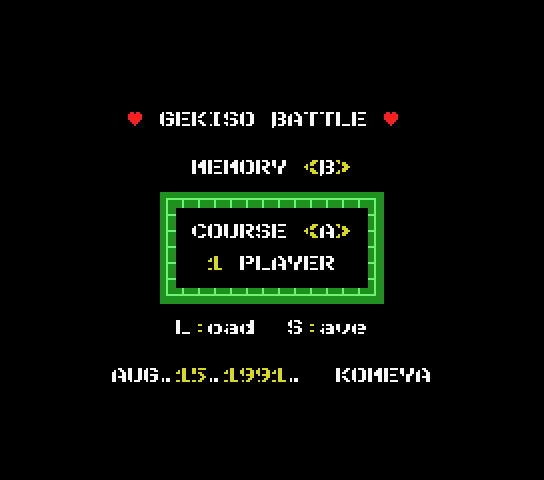 ♥ GEKISO BATTLE ♥
MEMORY <B>
COURSE <A>
1 PLAYER
L:oad S:ave
AUG..15..1991.. KOMEYA